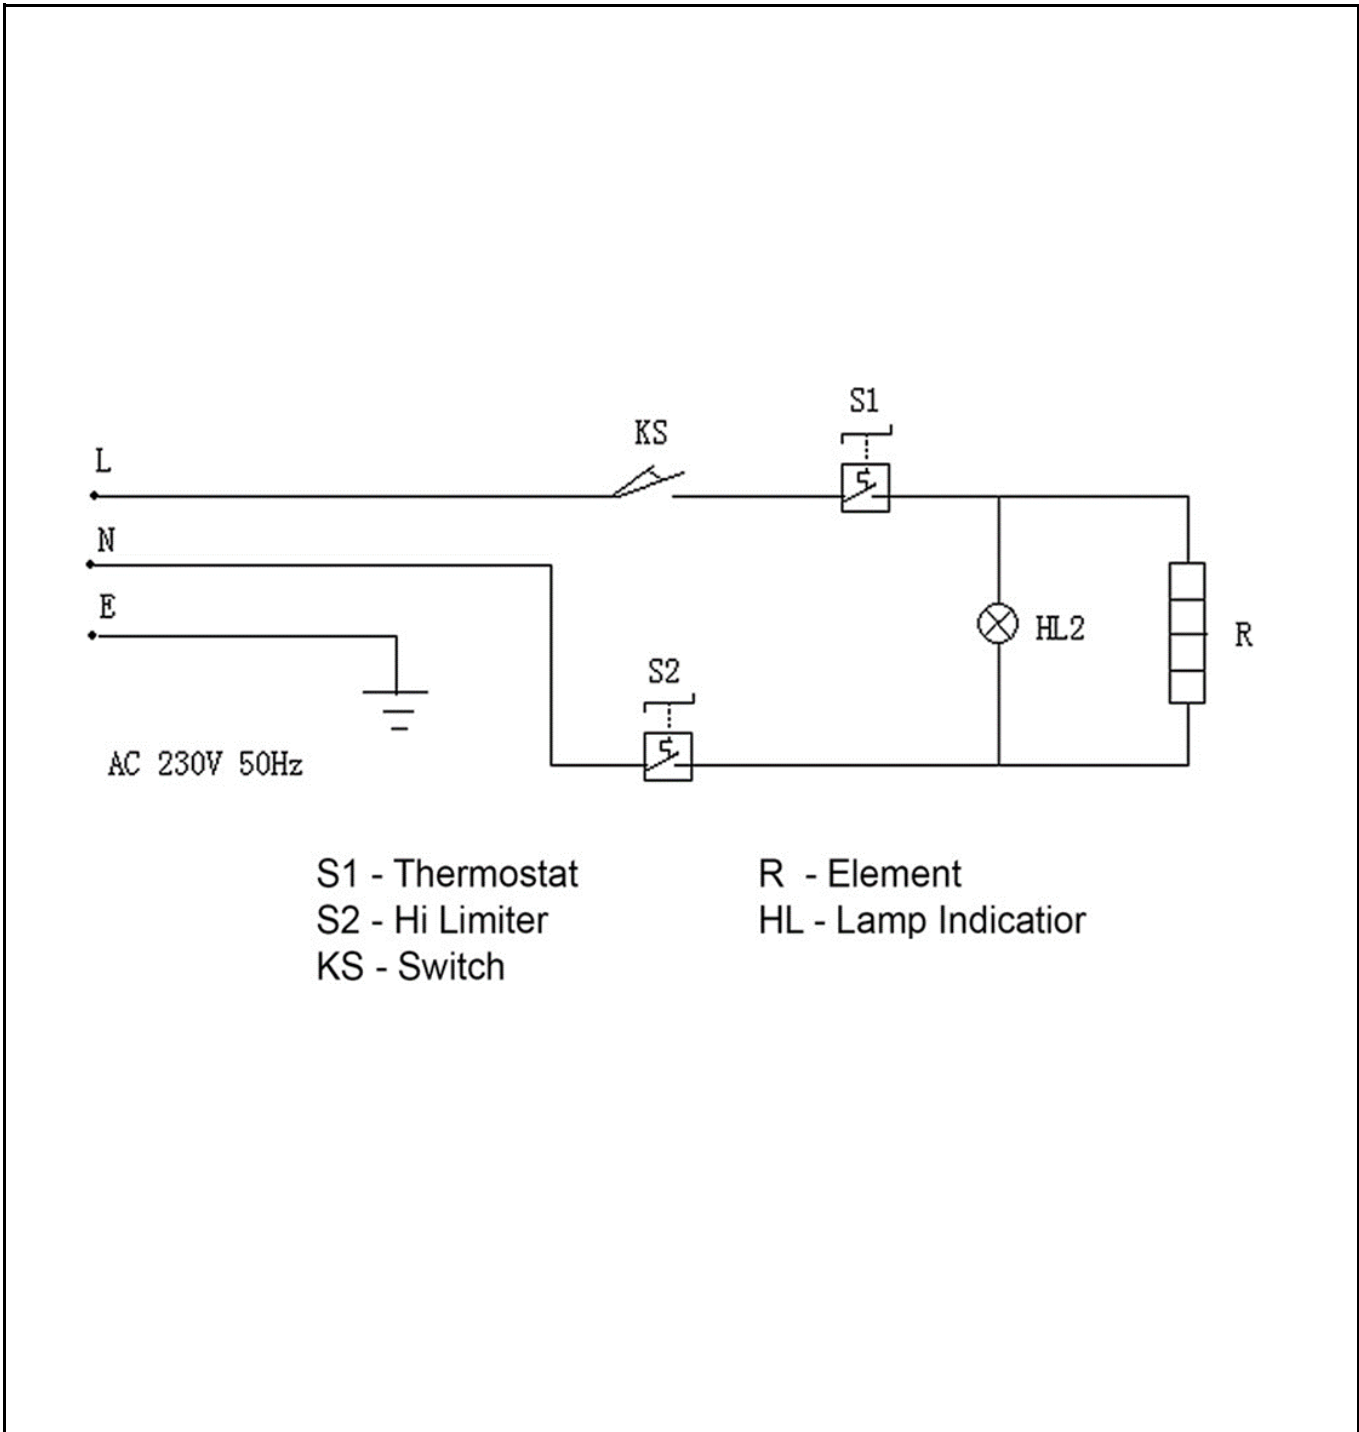 S1
KS
L
N
E
HL2
R
S2
AC 230V 50Hz
S1 - Thermostat
R - Element
S2 - Hi Limiter
HL - Lamp Indicatior
KS - Switch